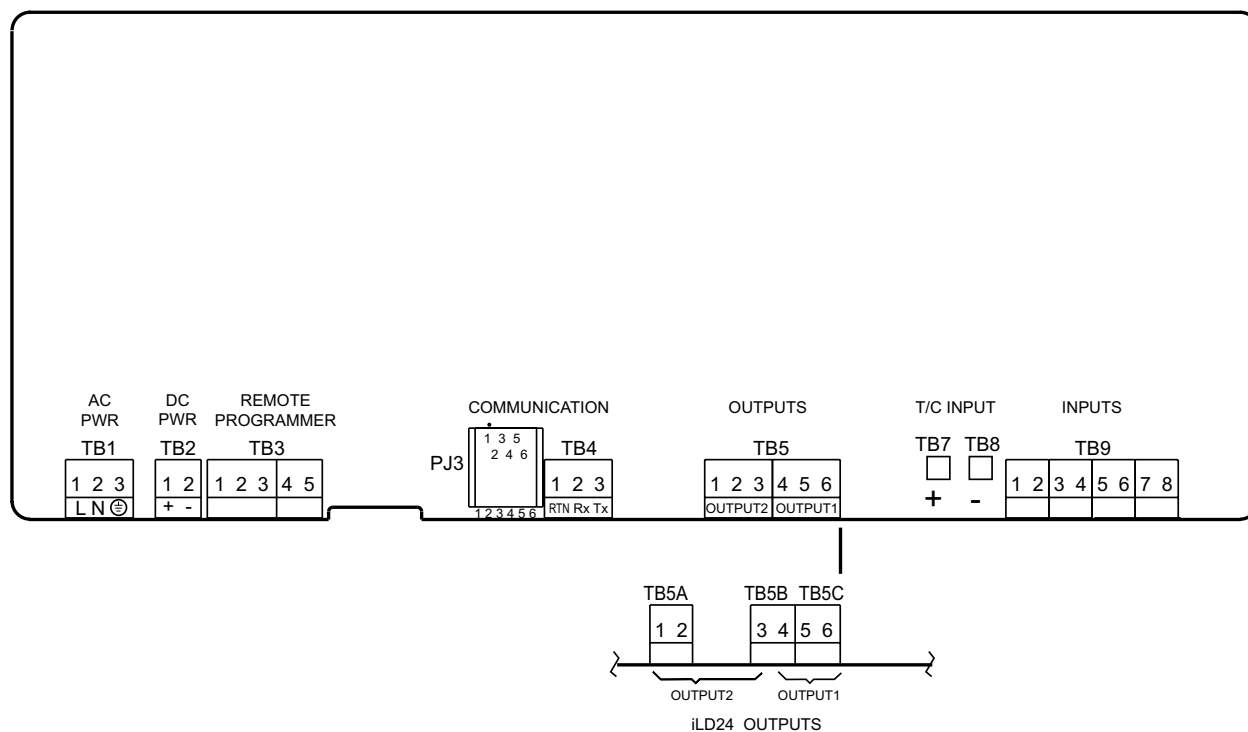 AC PWR
DC PWR
REMOTE PROGRAMMER
COMMUNICATION
OUTPUTS
T/C INPUT
INPUTS
TB1
TB2
TB3
PJ3
TB4
TB5
TB7
TB8
TB9
1 3 5
2 4 6
1 2 3
1 2
1 2 3 4 5
1 2 3
1 2 3 4 5 6
1 2 3 4 5 6 7 8
L N
+ -
1 2 3 4 5 6
RTN Rx Tx
OUTPUT2
OUTPUT1
+
-
TB5A
TB5B
TB5C
1 2
3 4
5 6
OUTPUT2
OUTPUT1
iLD24 OUTPUTS